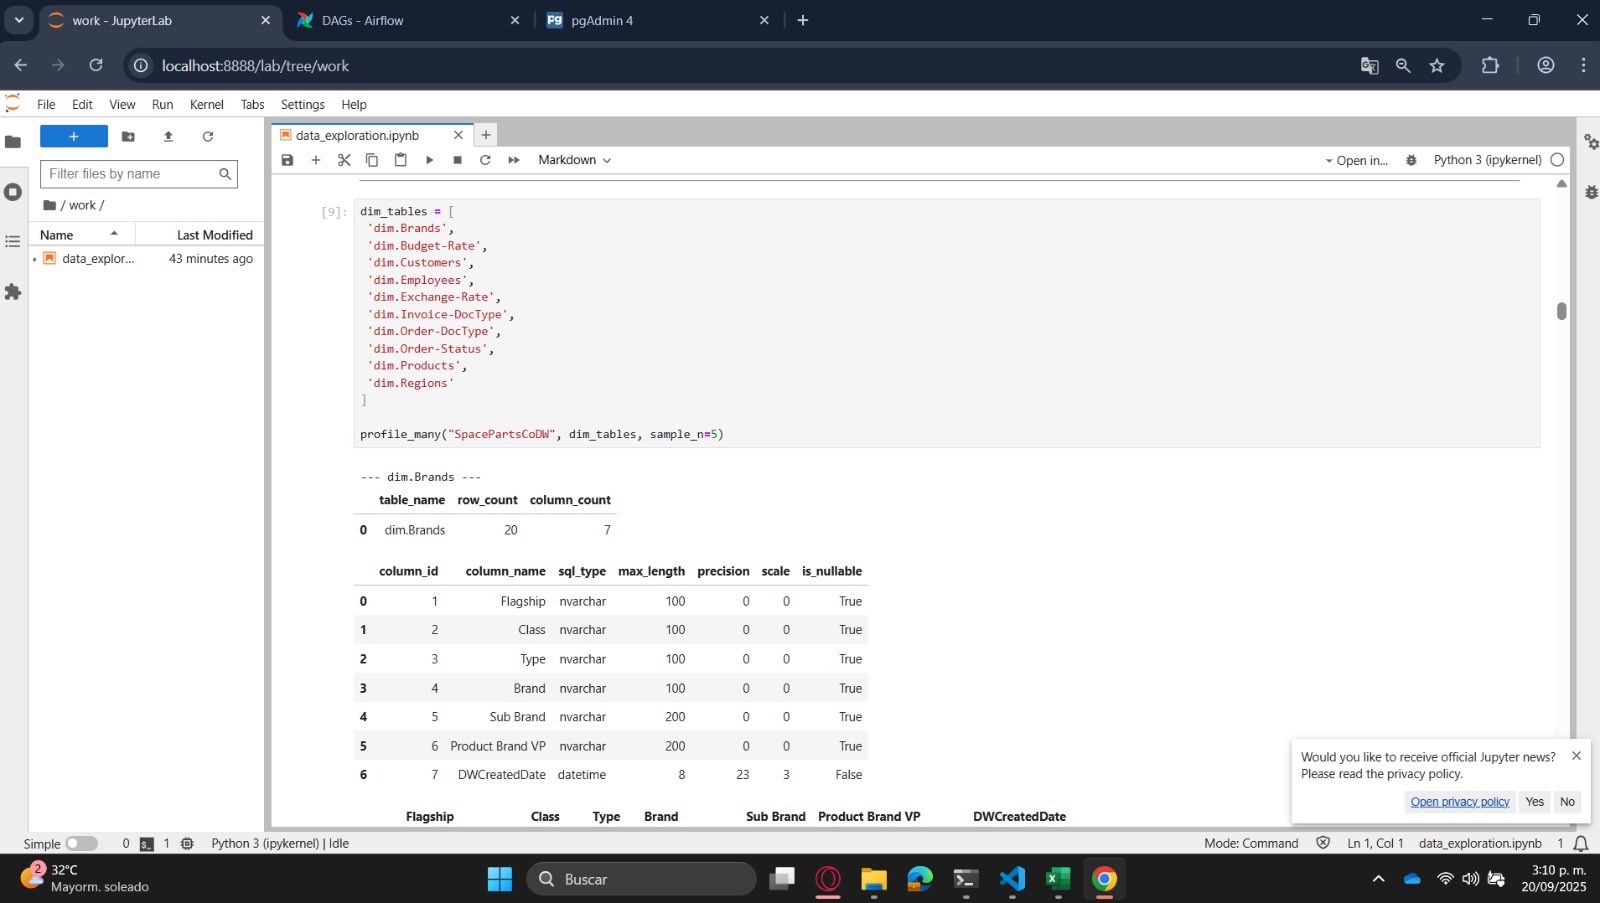 work - JupyterLab
DAGs - Airflow
pgAdmin 4
localhost:8888/lab/tree/work
File Edit View Run Kernel Tabs Settings Help
data_exploration.ipynb
Markdown
Open in...
Python 3 (ipykernel)
Filter files by name
/ work /
Name Last Modified
data_explor... 43 minutes ago
[9]:
dim_tables = [
'dim.Brands',
'dim.Budget-Rate',
'dim.Customers',
'dim.Employees',
'dim.Exchange-Rate',
'dim.Invoice-DocType',
'dim.Order-DocType',
'dim.Order-Status',
'dim.Products',
'dim.Regions'
]
profile_many("SpacePartsCoDW", dim_tables, sample_n=5)
--- dim.Brands ---
table_name row_count column_count
0 dim.Brands 20 7
column_id column_name sql_type max_length precision scale is_nullable
0 1 Flagship nvarchar 100 0 0 True
1 2 Class nvarchar 100 0 0 True
2 3 Type nvarchar 100 0 0 True
3 4 Brand nvarchar 100 0 0 True
4 5 Sub Brand nvarchar 200 0 0 True
5 6 Product Brand VP nvarchar 200 0 0 True
6 7 DWCreatedDate datetime 8 23 3 False
Flagship Class Type Brand Sub Brand Product Brand VP DWCreatedDate
Would you like to receive official Jupyter news?
Please read the privacy policy.
Open privacy policy Yes No
Simple 0 1 Python 3 (ipykernel) | Idle
Mode: Command Ln 1, Col 1 data_exploration.ipynb 1
2
32°C
Mayorm. soleado
Buscar
3:10 p. m.
20/09/2025